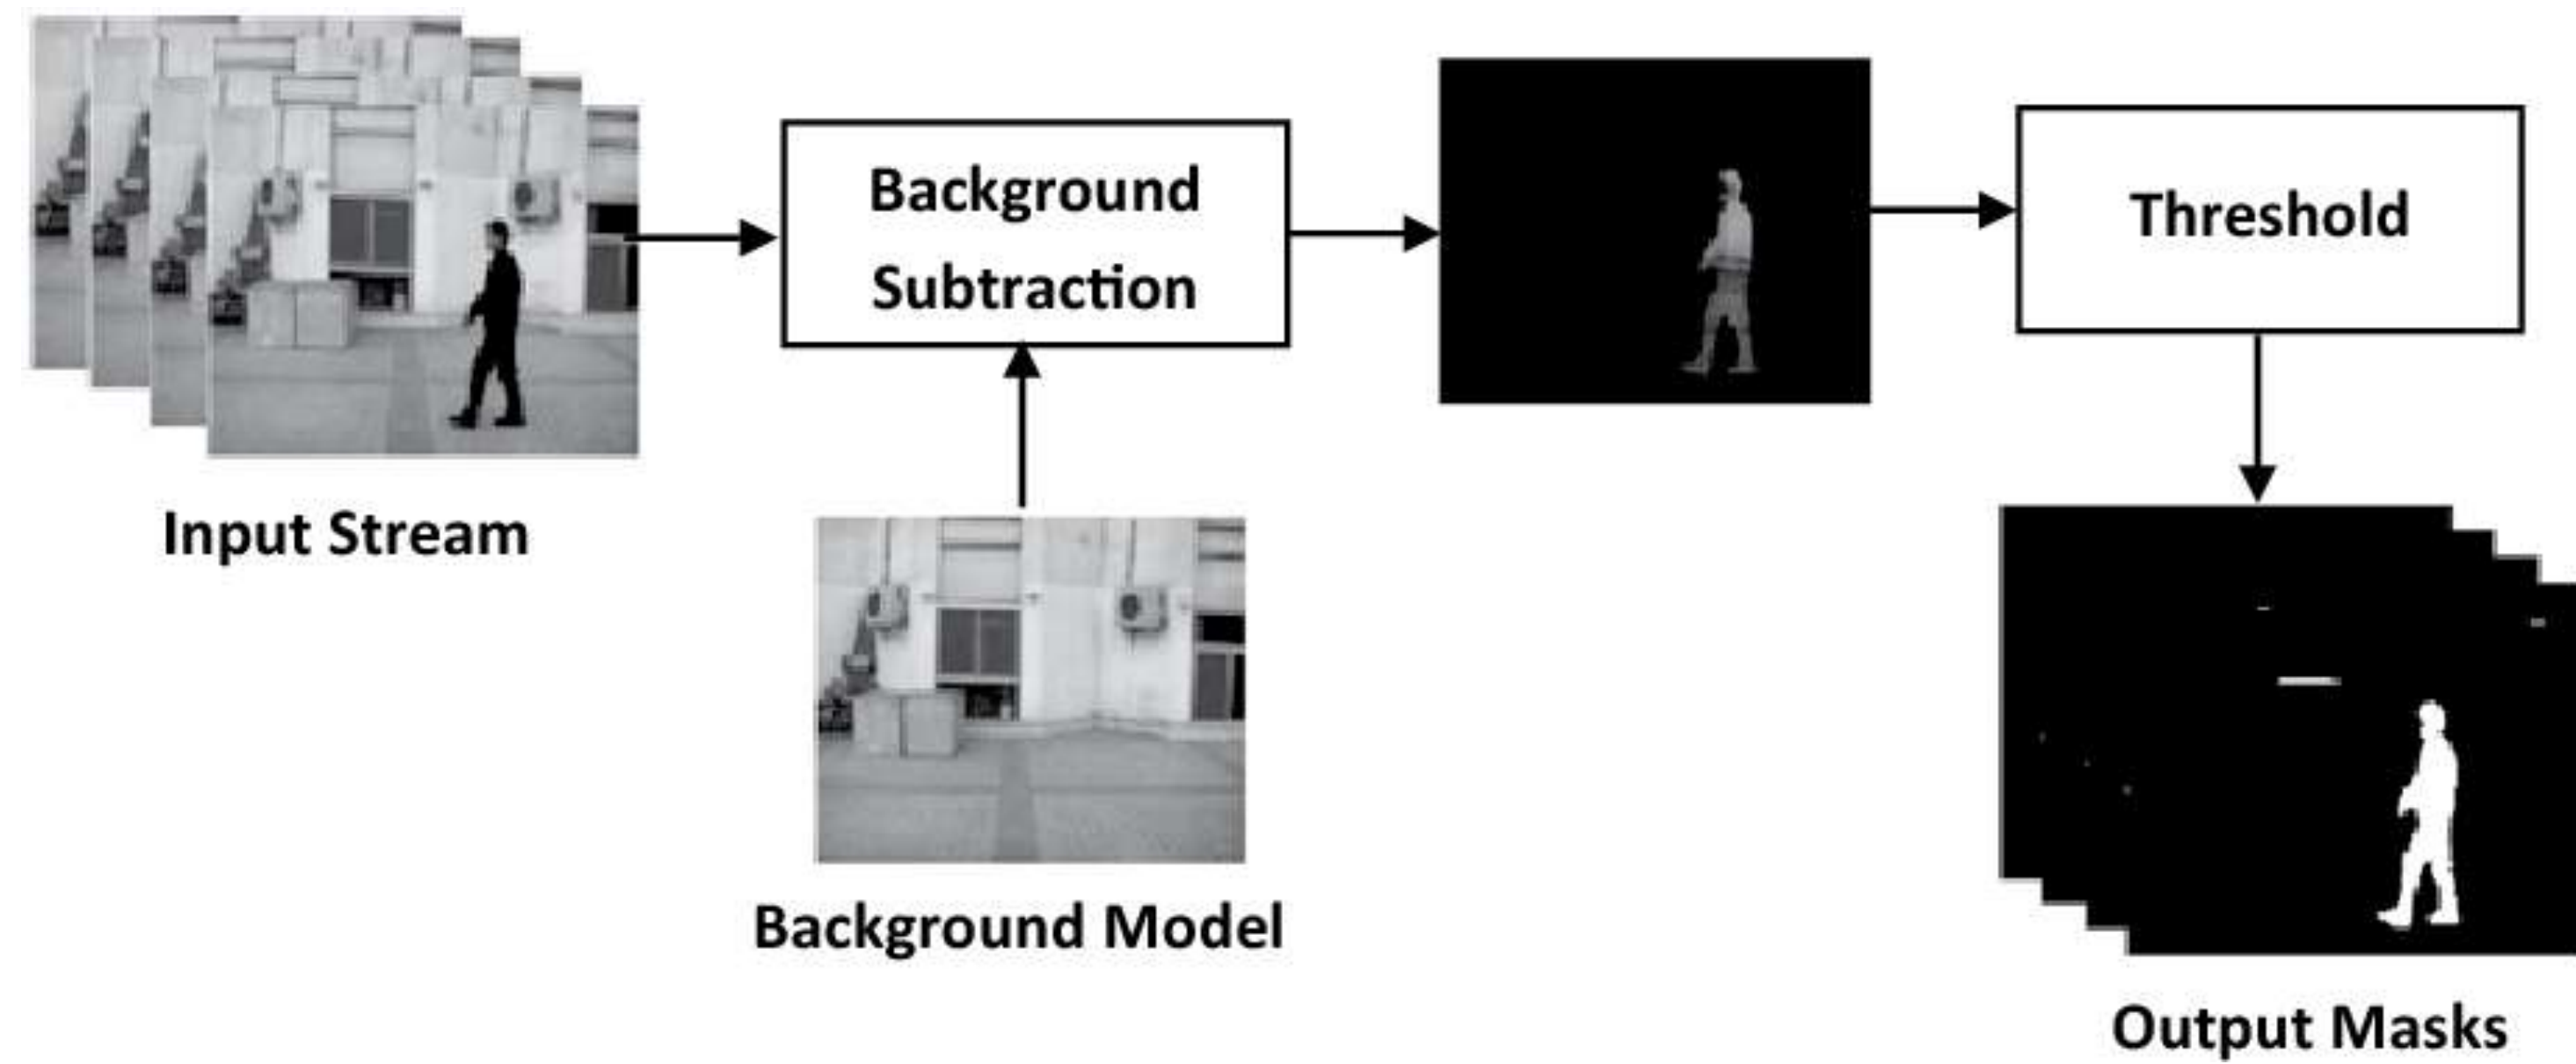 Background
Subtraction
Threshold
Input Stream
Background Model
Output Masks